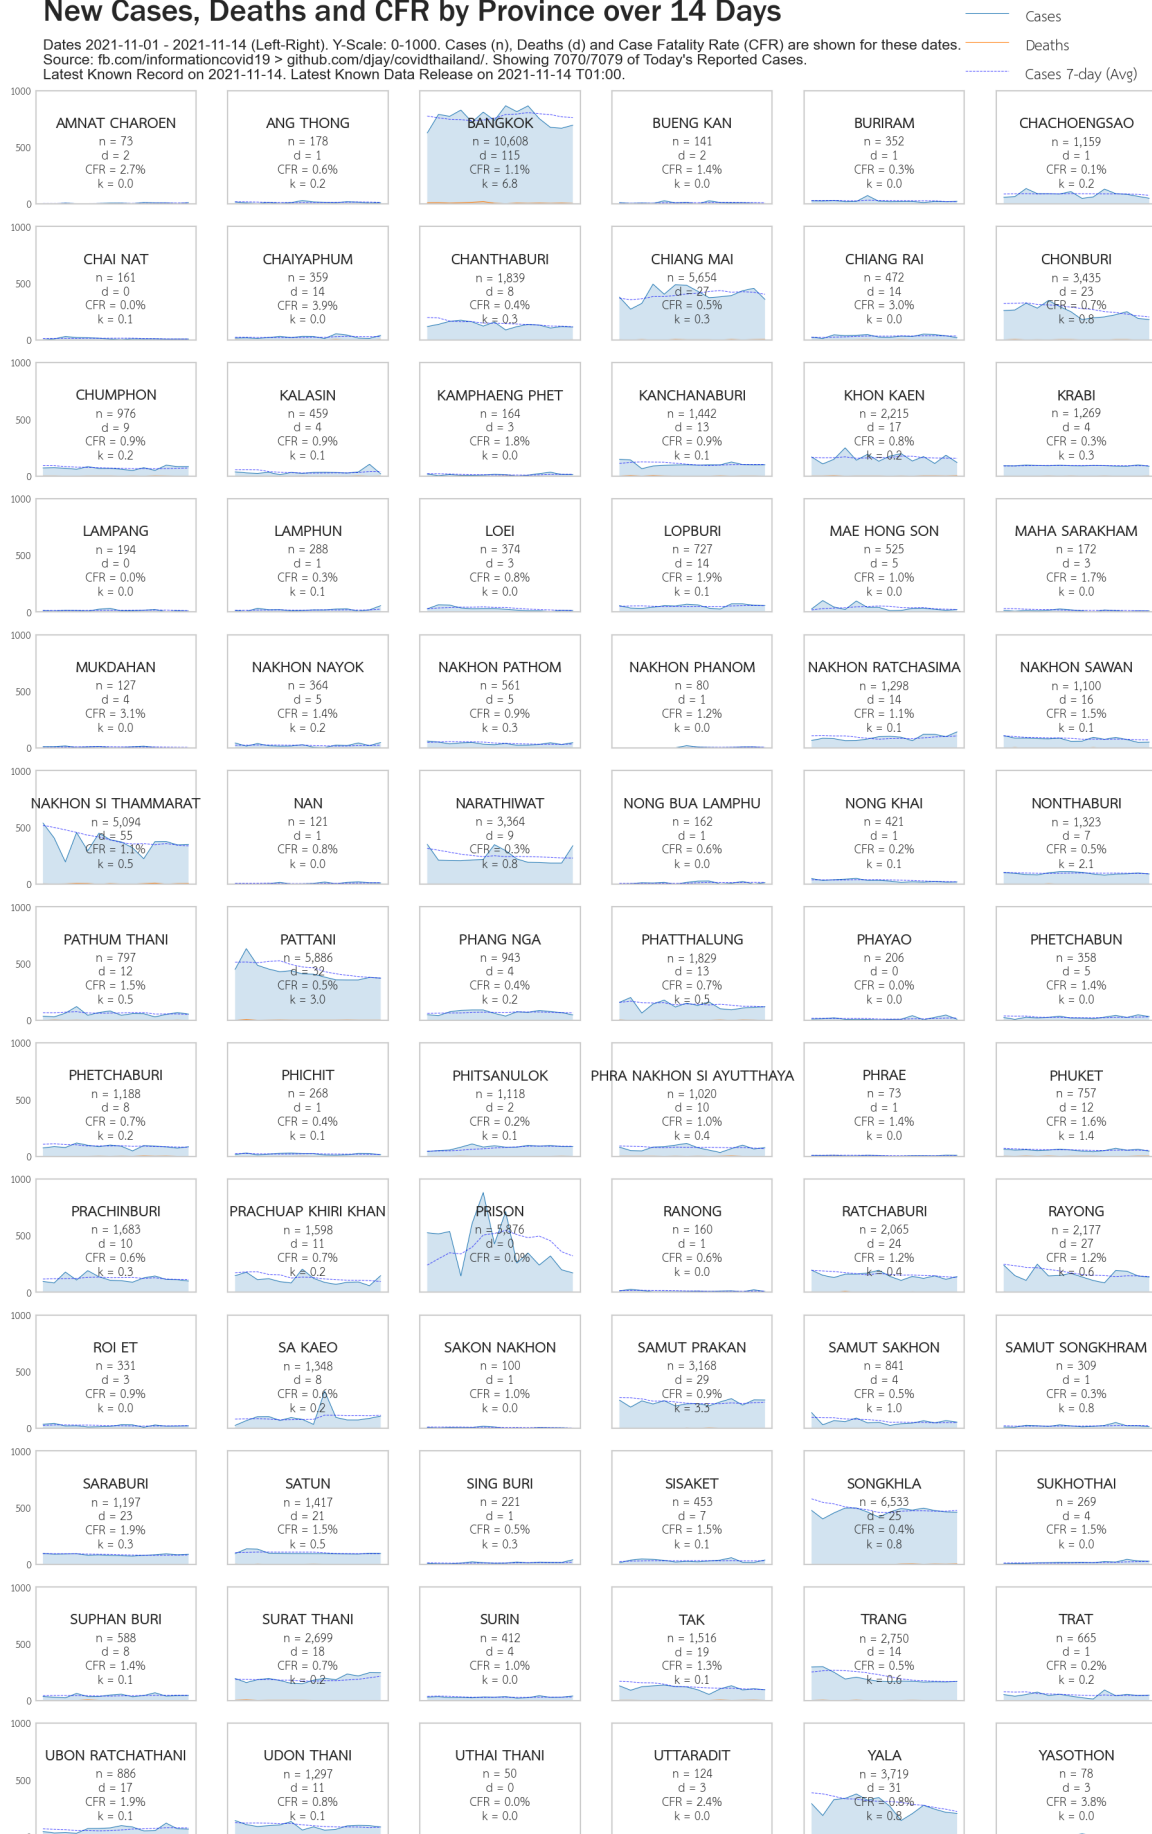 New Cases, Deaths and CFR by Province over 14 Days
Cases
Dates 2021-11-01 - 2021-11-14 (Left-Right). Y-Scale: 0-1000. Cases (n), Deaths (d) and Case Fatality Rate (CFR) are shown for these dates.
Deaths
Source: fb.com/informationcovid19 > github.com/djay/covidthailand/. Showing 7070/7079 of Today's Reported Cases.
Latest Known Record on 2021-11-14. Latest Known Data Release on 2021-11-14 T01:00.
Cases 7-day (Avg)
1000
AMNAT CHAROEN ANG THONG BANGKOK BUENG KAN BURIRAM CHACHOENGSAO
n = 73 n = 178 n = 10,608 n = 141 n = 352 n = 1,159
500 d = 2 d = 1 d = 115 d = 2 d = 1 d = 1
CFR = 2.7% CFR = 0.6% CFR = 1.1% CFR = 1.4% CFR = 0.3% CFR = 0.1%
k = 0.0 k = 0.2 k = 6.8 k = 0.0 k = 0.0 k = 0.2
0
1000
CHAI NAT CHAIYAPHUM CHANTHABURI CHIANG MAI CHIANG RAI CHONBURI
n = 161 n = 359 n = 1,839 n = 5,654 n = 472 n = 3,435
500 d = 0 d = 14 d = 8 d = 27 d = 14 d = 23
CFR = 0.0% CFR = 3.9% CFR = 0.4% CFR = 0.5% CFR = 3.0% CFR = 0.7%
k = 0.1 k = 0.0 k = 0.3 k = 0.3 k = 0.0 k = 0.8
0
1000
CHUMPHON KALASIN KAMPHAENG PHET KANCHANABURI KHON KAEN KRABI
n = 976 n = 459 n = 164 n = 1,442 n = 2,215 n = 1,269
500 d = 9 d = 4 d = 3 d = 13 d = 17 d = 4
CFR = 0.9% CFR = 0.9% CFR = 1.8% CFR = 0.9% CFR = 0.8% CFR = 0.3%
k = 0.2 k = 0.1 k = 0.0 k = 0.1 k = 0.2 k = 0.3
0
1000
LAMPANG LAMPHUN LOEI LOPBURI MAE HONG SON MAHA SARAKHAM
n = 194 n = 288 n = 374 n = 727 n = 525 n = 172
500 d = 0 d = 1 d = 3 d = 14 d = 5 d = 3
CFR = 0.0% CFR = 0.3% CFR = 0.8% CFR = 1.9% CFR = 1.0% CFR = 1.7%
k = 0.0 k = 0.1 k = 0.0 k = 0.1 k = 0.0 k = 0.0
0
1000
MUKDAHAN NAKHON NAYOK NAKHON PATHOM NAKHON PHANOM NAKHON RATCHASIMA NAKHON SAWAN
n = 127 n = 364 n = 561 n = 80 n = 1,298 n = 1,100
500 d = 4 d = 5 d = 5 d = 1 d = 14 d = 16
CFR = 3.1% CFR = 1.4% CFR = 0.9% CFR = 1.2% CFR = 1.1% CFR = 1.5%
k = 0.0 k = 0.2 k = 0.3 k = 0.0 k = 0.1 k = 0.1
0
1000
NAKHON SI THAMMARAT NAN NARATHIWAT NONG BUA LAMPHU NONG KHAI NONTHABURI
n = 5,094 n = 121 n = 3,364 n = 162 n = 421 n = 1,323
500 d = 55 d = 1 d = 9 d = 1 d = 1 d = 7
CFR = 1.1% CFR = 0.8% CFR = 0.3% CFR = 0.6% CFR = 0.2% CFR = 0.5%
k = 0.5 k = 0.0 k = 0.8 k = 0.0 k = 0.1 k = 2.1
0
1000
PATHUM THANI PATTANI PHANG NGA PHATTHALUNG PHAYAO PHETCHABUN
n = 797 n = 5,886 n = 943 n = 1,829 n = 206 n = 358
500 d = 12 d = 32 d = 4 d = 13 d = 0 d = 5
CFR = 1.5% CFR = 0.5% CFR = 0.4% CFR = 0.7% CFR = 0.0% CFR = 1.4%
k = 0.5 k = 3.0 k = 0.2 k = 0.5 k = 0.0 k = 0.0
0
1000
PHETCHABURI PHICHIT PHITSANULOK PHRA NAKHON SI AYUTTHAYA PHRAE PHUKET
n = 1,188 n = 268 n = 1,118 n = 1,020 n = 73 n = 757
500 d = 8 d = 1 d = 2 d = 10 d = 1 d = 12
CFR = 0.7% CFR = 0.4% CFR = 0.2% CFR = 1.0% CFR = 1.4% CFR = 1.6%
k = 0.2 k = 0.1 k = 0.1 k = 0.4 k = 0.0 k = 1.4
0
1000
PRACHINBURI PRACHUAP KHIRI KHAN PRISON RANONG RATCHABURI RAYONG
n = 1,683 n = 1,598 n = 5,876 n = 160 n = 2,065 n = 2,177
500 d = 10 d = 11 d = 0 d = 1 d = 24 d = 27
CFR = 0.6% CFR = 0.7% CFR = 0.0% CFR = 0.6% CFR = 1.2% CFR = 1.2%
k = 0.3 k = 0.2 k = 0.0 k = 0.4 k = 0.6
0
1000
ROI ET SA KAEO SAKON NAKHON SAMUT PRAKAN SAMUT SAKHON SAMUT SONGKHRAM
n = 331 n = 1,348 n = 100 n = 3,168 n = 841 n = 309
500 d = 3 d = 8 d = 1 d = 29 d = 4 d = 1
CFR = 0.9% CFR = 0.6% CFR = 1.0% CFR = 0.9% CFR = 0.5% CFR = 0.3%
k = 0.0 k = 0.2 k = 0.0 k = 3.3 k = 1.0 k = 0.8
0
1000
SARABURI SATUN SING BURI SISAKET SONGKHLA SUKHOTHAI
n = 1,197 n = 1,417 n = 221 n = 453 n = 6,533 n = 269
500 d = 23 d = 21 d = 1 d = 7 d = 25 d = 4
CFR = 1.9% CFR = 1.5% CFR = 0.5% CFR = 1.5% CFR = 0.4% CFR = 1.5%
k = 0.3 k = 0.5 k = 0.3 k = 0.1 k = 0.8 k = 0.0
0
1000
SUPHAN BURI SURAT THANI SURIN TAK TRANG TRAT
n = 588 n = 2,699 n = 412 n = 1,516 n = 2,750 n = 665
500 d = 8 d = 18 d = 4 d = 19 d = 14 d = 1
CFR = 1.4% CFR = 0.7% CFR = 1.0% CFR = 1.3% CFR = 0.5% CFR = 0.2%
k = 0.1 k = 0.2 k = 0.0 k = 0.1 k = 0.6 k = 0.2
0
1000
UBON RATCHATHANI UDON THANI UTHAI THANI UTTARADIT YALA YASOTHON
n = 886 n = 1,297 n = 50 n = 124 n = 3,719 n = 78
500 d = 17 d = 11 d = 0 d = 3 d = 31 d = 3
CFR = 1.9% CFR = 0.8% CFR = 0.0% CFR = 2.4% CFR = 0.8% CFR = 3.8%
k = 0.1 k = 0.1 k = 0.0 k = 0.0 k = 0.8 k = 0.0